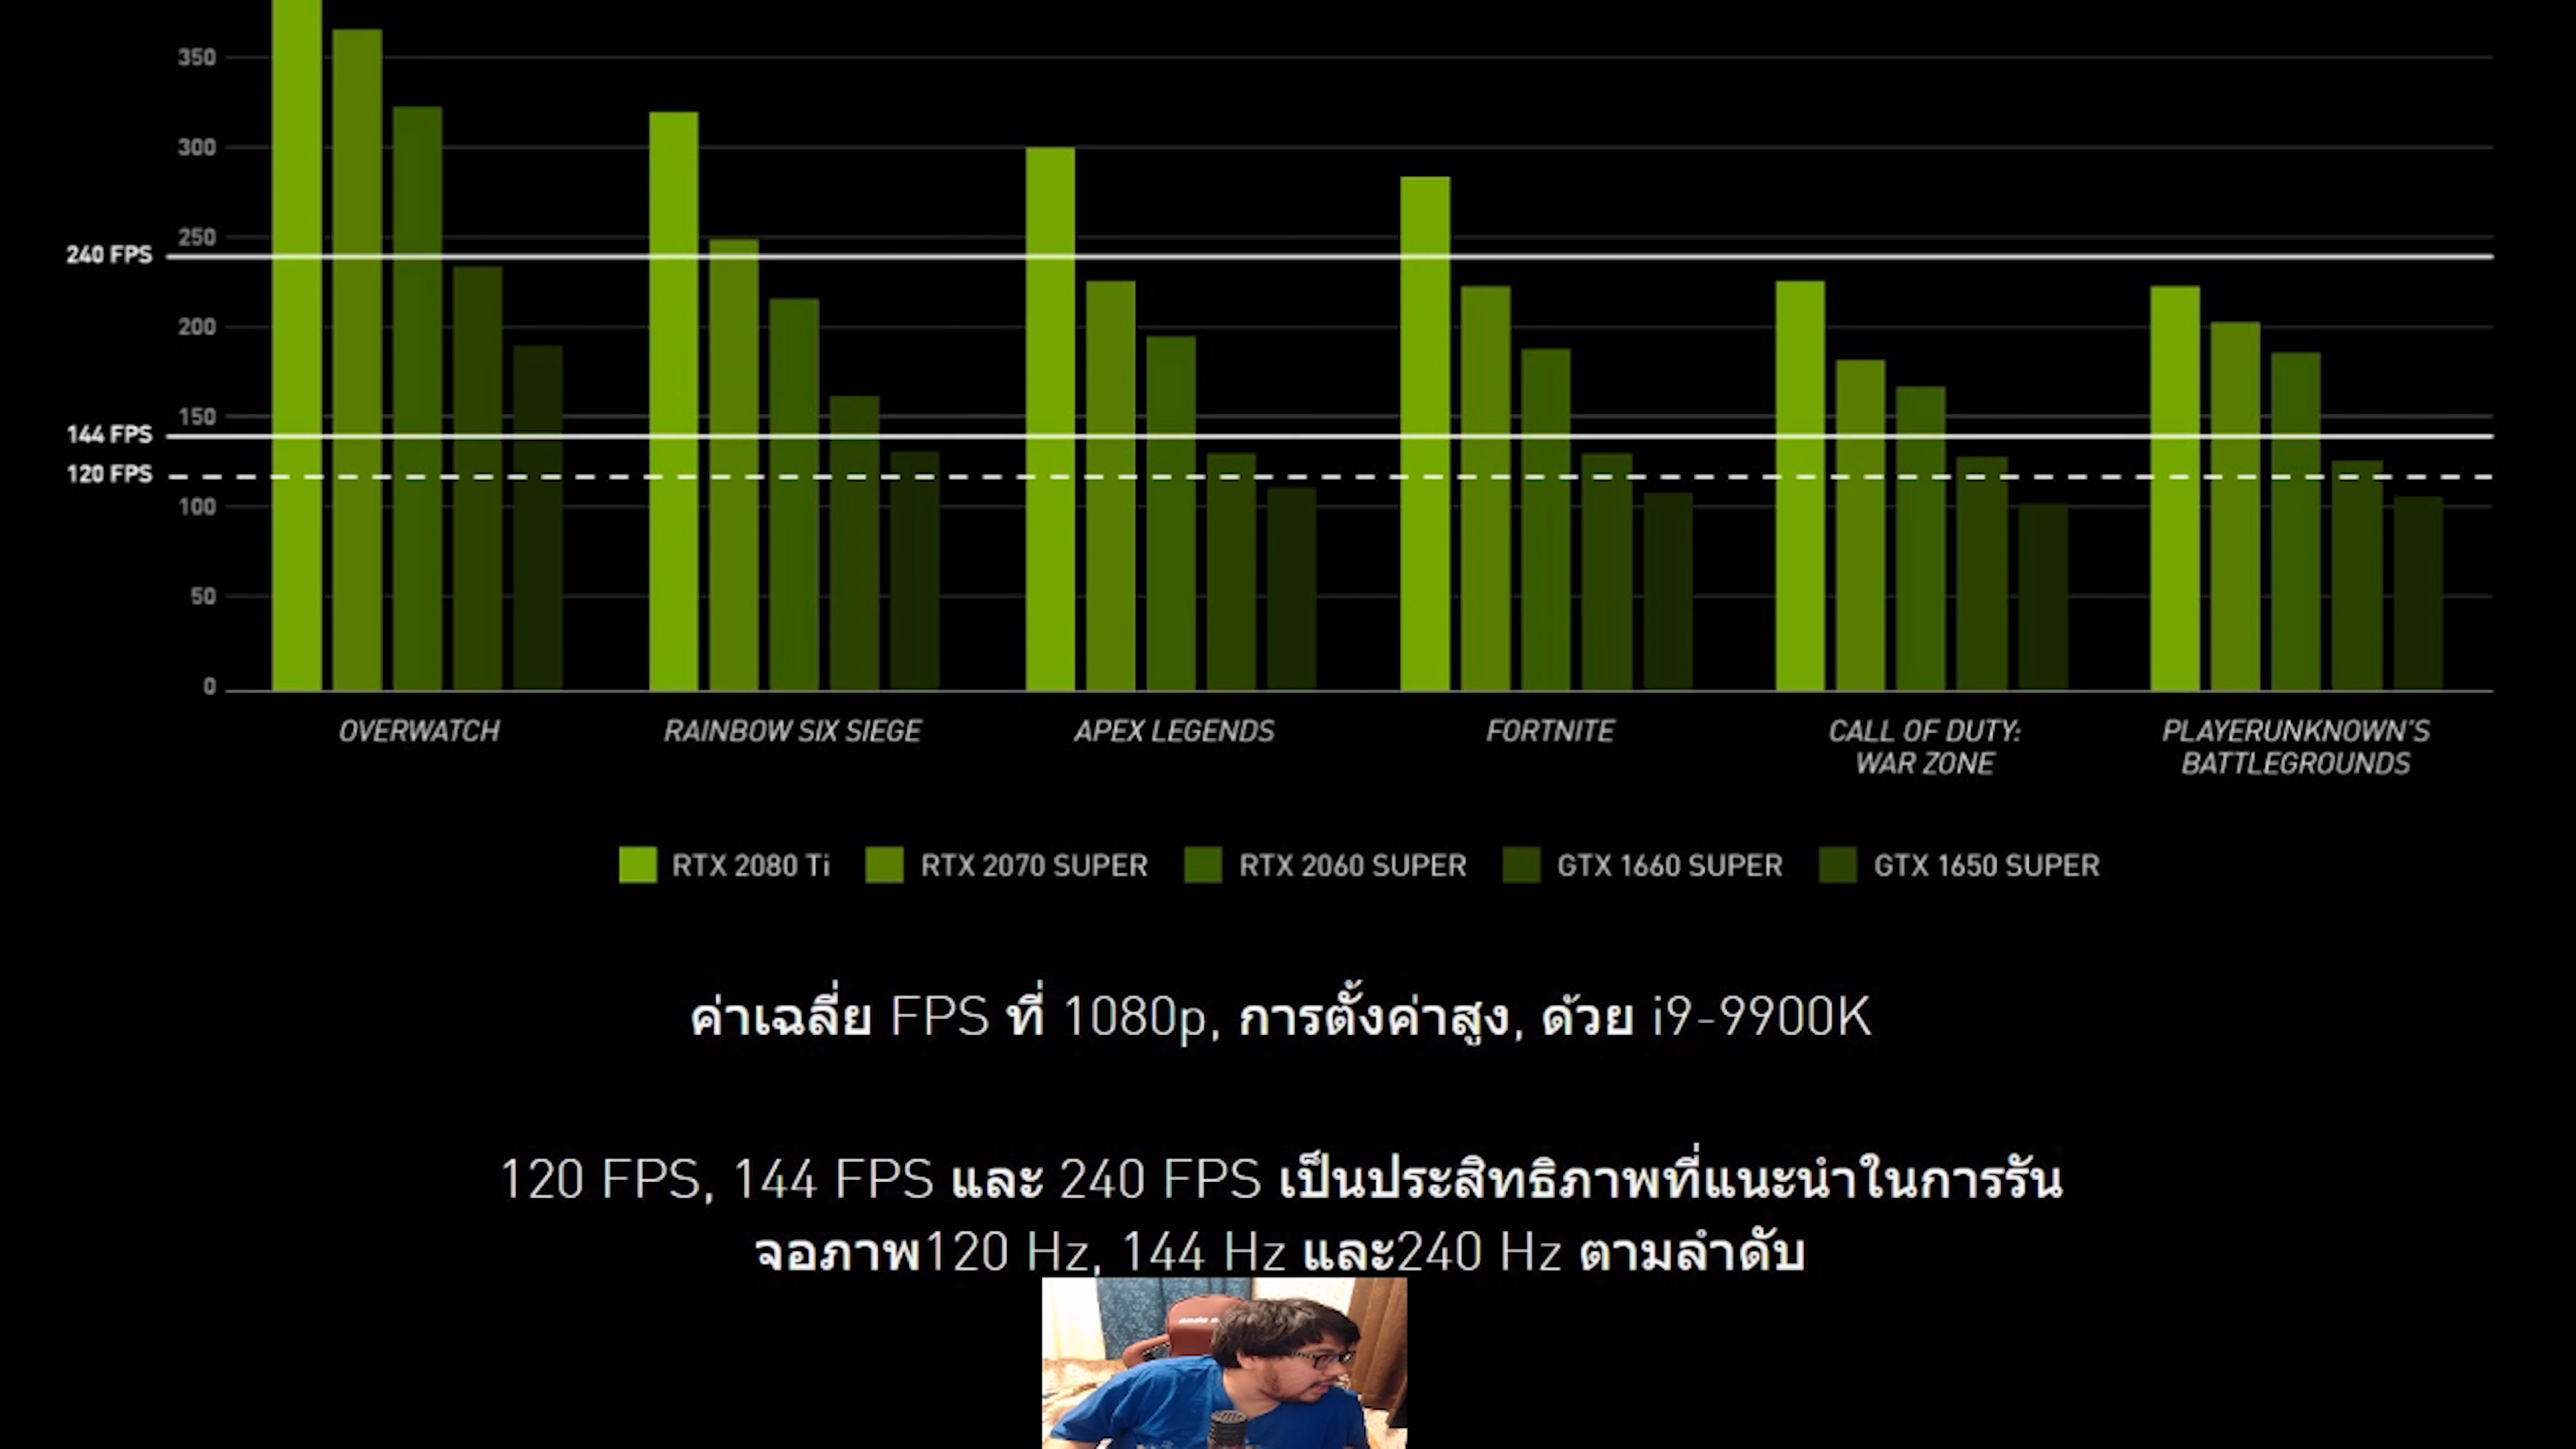 350
300
250
240 FPS
200
150
144 FPS
120 FPS
100
50
0
OVERWATCH
RAINBOW SIX SIEGE
APEX LEGENDS
FORTNITE
CALL OF DUTY:
WAR ZONE
PLAYERUNKNOWN'S
BATTLEGROUNDS
RTX 2080 Ti RTX 2070 SUPER RTX 2060 SUPER GTX 1660 SUPER GTX 1650 SUPER
ค่าเฉลี่ย FPS ที่ 1080p, การตั้งค่าสูง, ด้วย i9-9900K
120 FPS, 144 FPS และ 240 FPS เป็นประสิทธิภาพที่แนะนำในการรัน
จอภาพ120 Hz, 144 Hz และ240 Hz ตามลำดับ